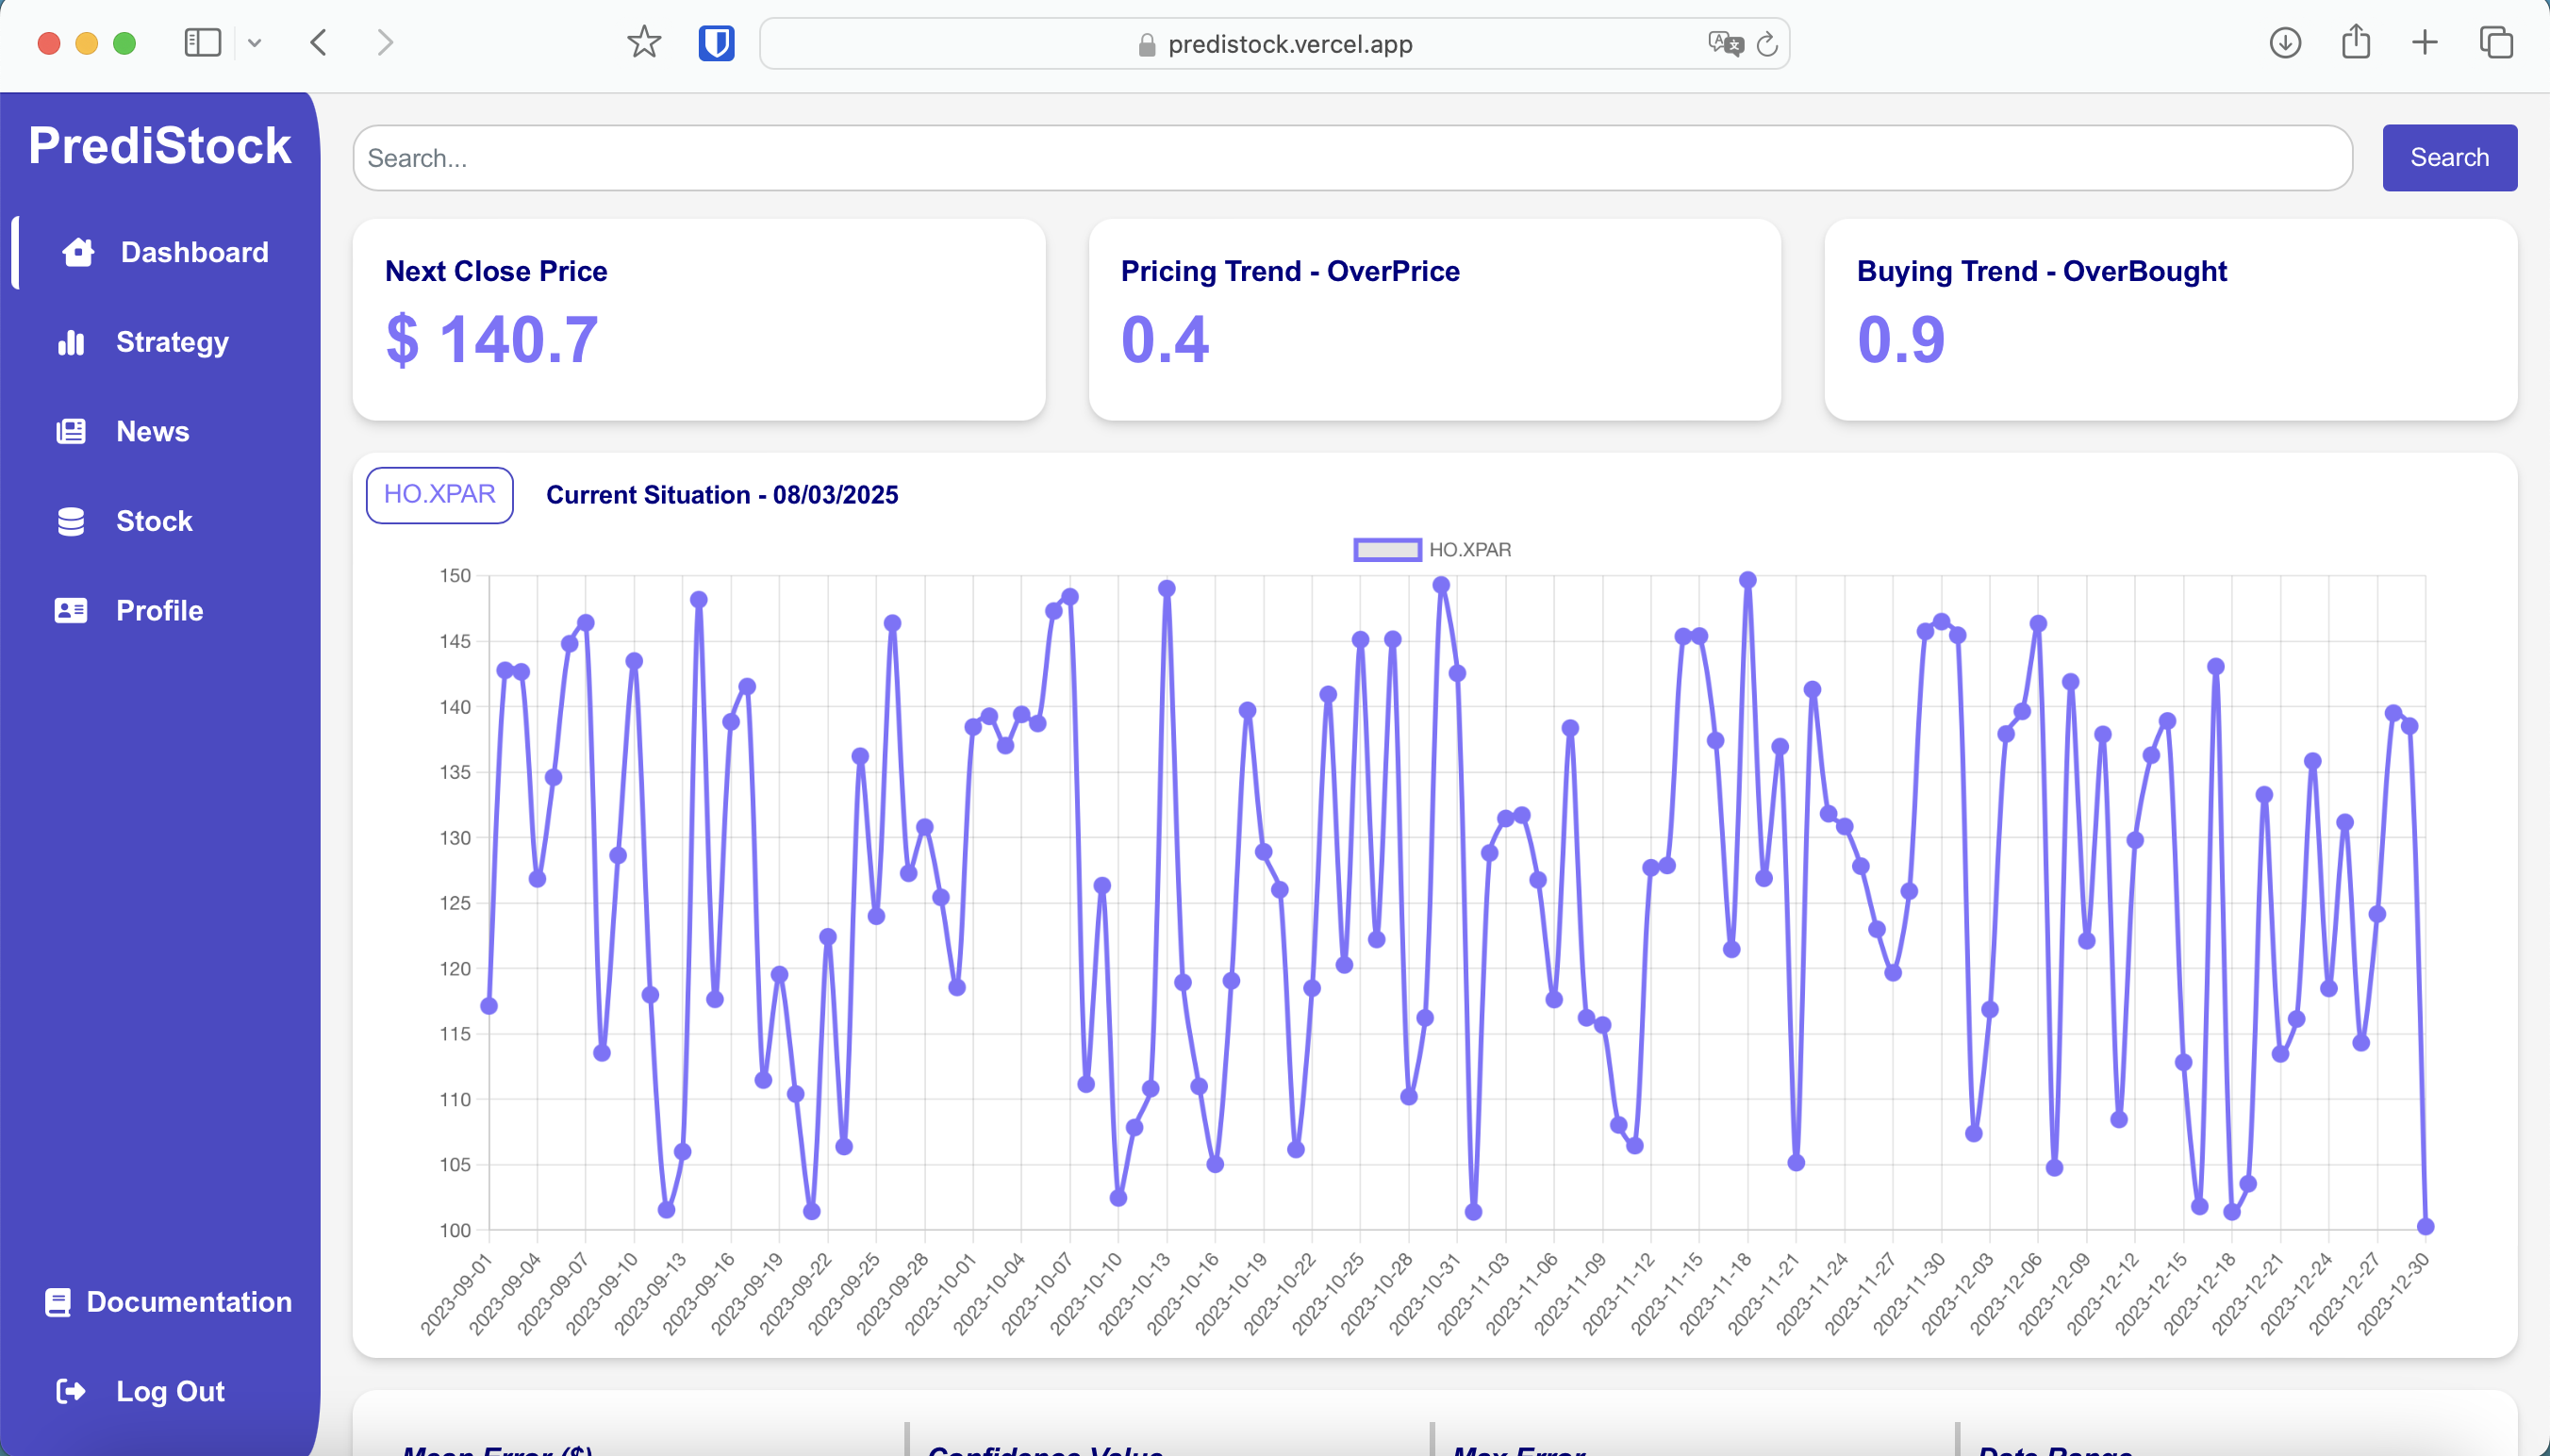 predistock.vercel.app
PrediStock
Dashboard
Strategy
News
Stock
Profile
Documentation
Log Out
Search...
Search
Next Close Price
$ 140.7
Pricing Trend - OverPrice
0.4
Buying Trend - OverBought
0.9
HO.XPAR
Current Situation - 08/03/2025
HO.XPAR
150
145
140
135
130
125
120
115
110
105
100
2023-09-01
2023-09-04
2023-09-07
2023-09-10
2023-09-13
2023-09-16
2023-09-19
2023-09-22
2023-09-25
2023-09-28
2023-10-01
2023-10-04
2023-10-07
2023-10-10
2023-10-13
2023-10-16
2023-10-19
2023-10-22
2023-10-25
2023-10-28
2023-10-31
2023-11-03
2023-11-06
2023-11-09
2023-11-12
2023-11-15
2023-11-18
2023-11-21
2023-11-24
2023-11-27
2023-11-30
2023-12-03
2023-12-06
2023-12-09
2023-12-12
2023-12-15
2023-12-18
2023-12-21
2023-12-24
2023-12-27
2023-12-30
Mean Error ($)
Confidence Value
Max Error
Date Range